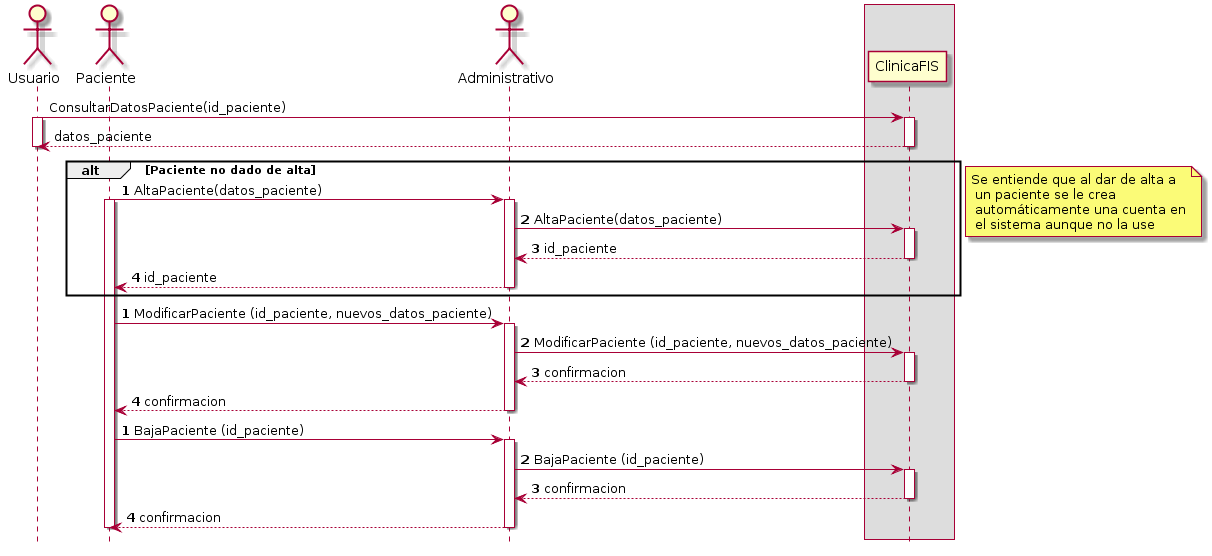 Usuario
Paciente
Administrativo
ClinicaFIS
ConsultarDatosPaciente(id_paciente)
datos_paciente
alt [Paciente no dado de alta]
Se entiende que al dar de alta a
un paciente se le crea
automáticamente una cuenta en
el sistema aunque no la use
1 AltaPaciente(datos_paciente)
2 AltaPaciente(datos_paciente)
3 id_paciente
4 id_paciente
1 ModificarPaciente (id_paciente, nuevos_datos_paciente)
2 ModificarPaciente (id_paciente, nuevos_datos_paciente)
3 confirmacion
4 confirmacion
1 BajaPaciente (id_paciente)
2 BajaPaciente (id_paciente)
3 confirmacion
4 confirmacion